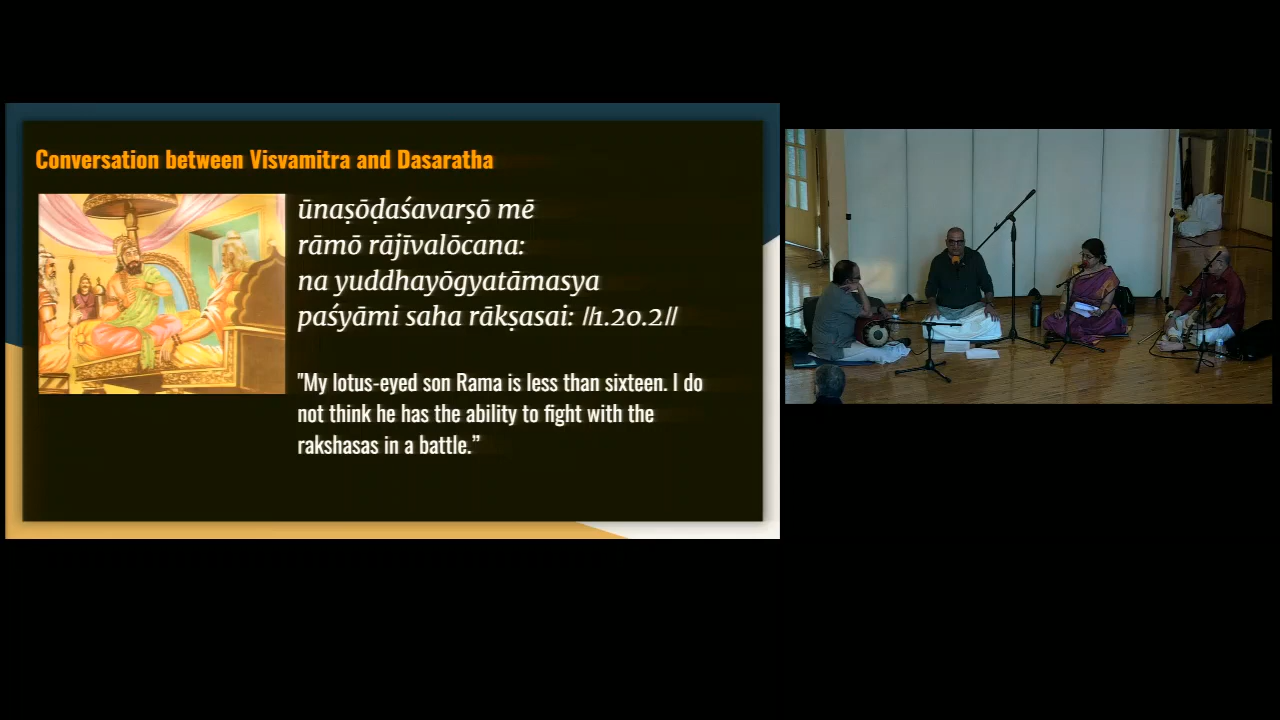 Conversation between Visvamitra and Dasaratha
ūnaṣōḍaśavarṣō mē
rāmō rājīvalōcana:
na yuddhayōgyatāmasya
paśyāmi saha rākṣasai: //1.20.2//
"My lotus-eyed son Rama is less than sixteen. I do
not think he has the ability to fight with the
rakshasas in a battle.”